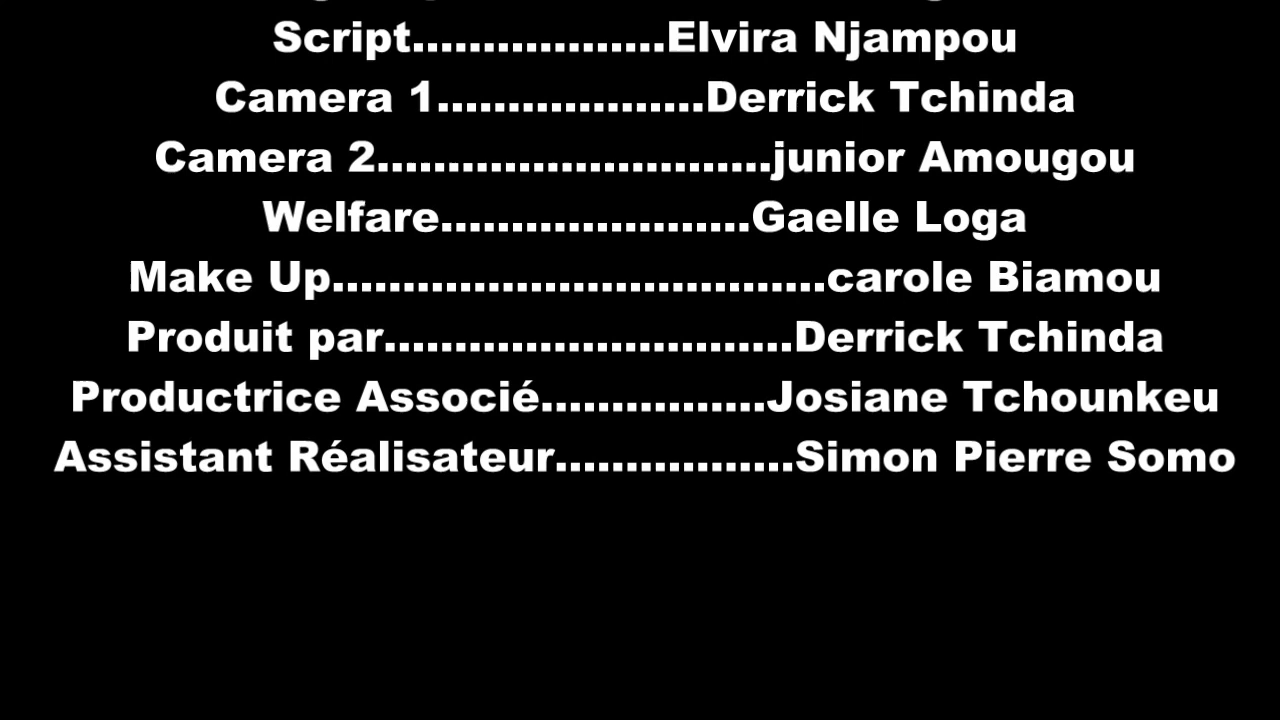 Script..................Elvira Njampou
Camera 1...................Derrick Tchinda
Camera 2............................junior Amougou
Welfare......................Gaelle Loga
Make Up...................................carole Biamou
Produit par.............................Derrick Tchinda
Productrice Associé................Josiane Tchounkeu
Assistant Réalisateur.................Simon Pierre Somo